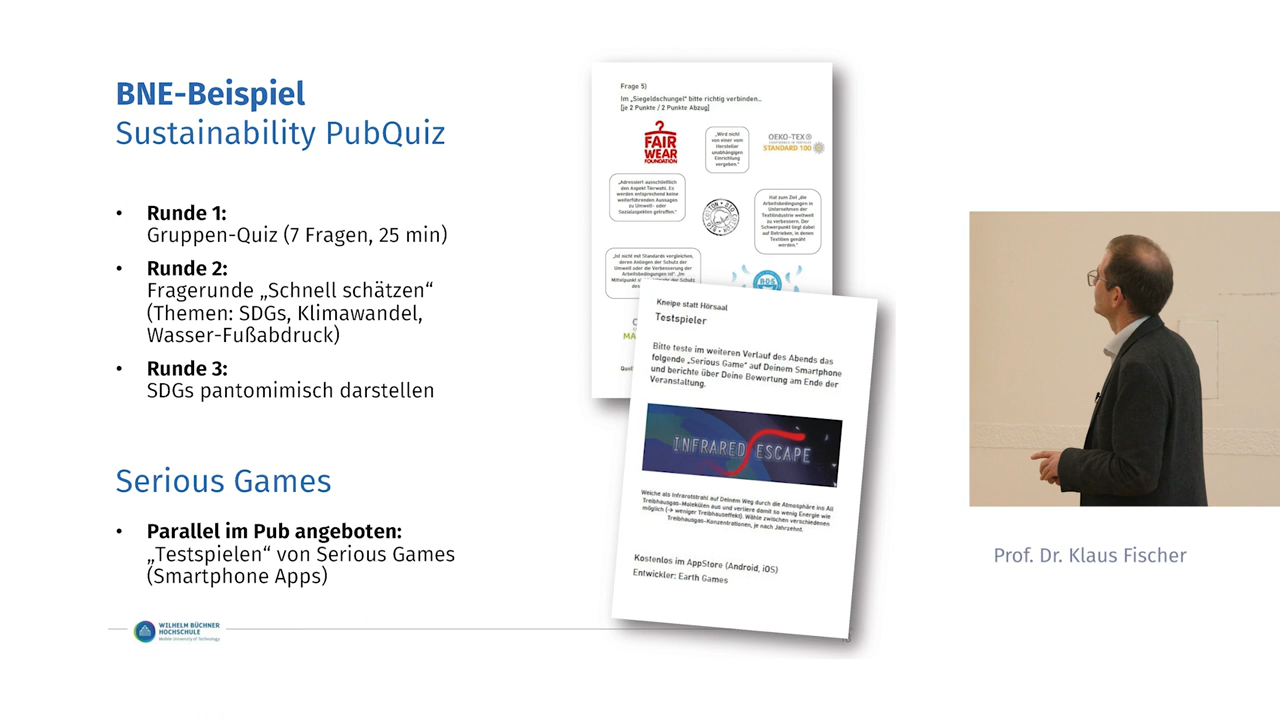 BNE-Beispiel
Sustainability PubQuiz
• Runde 1:
Gruppen-Quiz (7 Fragen, 25 min)
• Runde 2:
Fragerunde „Schnell schätzen“
(Themen: SDGs, Klimawandel,
Wasser-Fußabdruck)
• Runde 3:
SDGs pantomimisch darstellen
Serious Games
• Parallel im Pub angeboten:
„Testspielen“ von Serious Games
(Smartphone Apps)
WILHELM BÜCHNER
HOCHSCHULE
Mobile University of Technology
Frage 5)
Im „Siegeldschungel“ bitte richtig verbinden...
[je 2 Punkte / 2 Punkte Abzug]
FAIR
WEAR
FOUNDATION
„Wird nicht
von einer vom
Hersteller
unabhängigen
Einrichtung
vergeben.“
OEKO-TEX®
STANDARD 100
„Adressiert ausschließlich
den Aspekt Tierwohl. Es
werden entsprechend keine
weiterführenden Aussagen
zu Umwelt- oder
Sozialaspekten getroffen.“
BIO COTTON
Hat zum Ziel „die
Arbeitsbedingungen in
Unternehmen der
Textilindustrie weltweit
zu verbessern. Der
Schwerpunkt liegt dabei
auf Betrieben, in denen
Textilien genäht
werden.“
„Ist nicht mit Standards vergleichen,
deren Anliegen der Schutz der
Umwelt oder die Verbesserung der
Arbeitsbedingungen ist“. „Im
Kneipe statt Hörsaal
Testspieler
Bitte teste im weiteren Verlauf des Abends das
folgende „Serious Game“ auf Deinem Smartphone
und berichte über Deine Bewertung am Ende der
Veranstaltung.
INFRARED ESCAPE
Weiche als Infrarotstrahl auf Deinem Weg durch die Atmosphäre ins All
Treibhausgas-Molekülen aus und verliere damit so wenig Energie wie
möglich (→ weniger Treibhauseffekt). Wähle zwischen verschiedenen
Treibhausgas-Konzentrationen, je nach Jahrzehnt.
Kostenlos im AppStore (Android, iOS)
Entwickler: Earth Games
Prof. Dr. Klaus Fischer